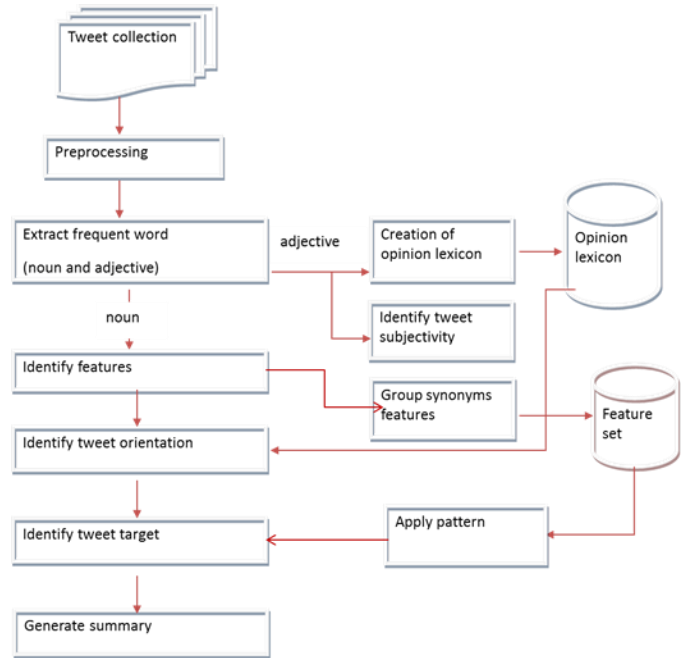 Tweet collection
Preprocessing
Extract frequent word
(noun and adjective)
adjective
Creation of
opinion lexicon
Opinion
lexicon
noun
Identify tweet
subjectivity
Identify features
Group synonyms
features
Feature
set
Identify tweet orientation
Identify tweet target
Apply pattern
Generate summary